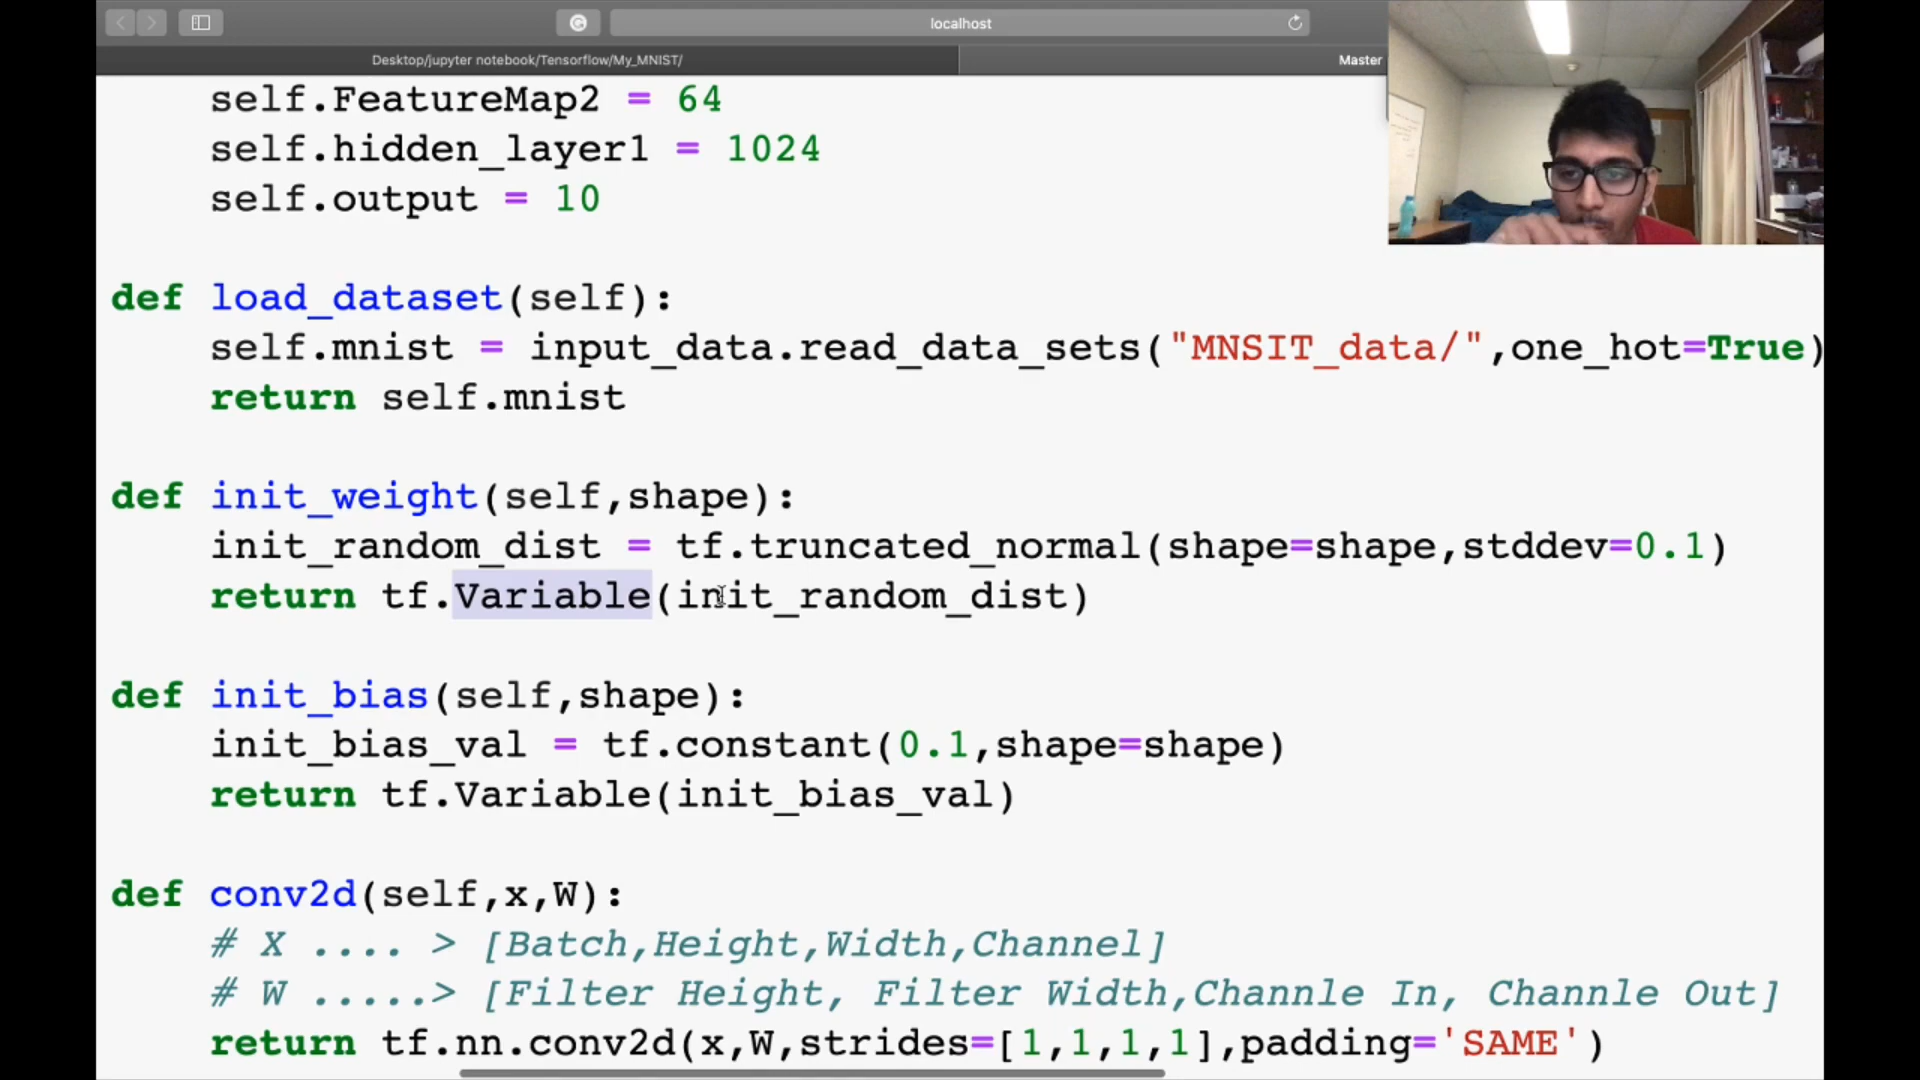 localhost
Desktop/jupyter notebook/Tensorflow/My_MNIST/
Master
self.FeatureMap2 = 64
self.hidden_layer1 = 1024
self.output = 10
def load_dataset(self):
self.mnist = input_data.read_data_sets("MNSIT_data/",one_hot=True)
return self.mnist
def init_weight(self,shape):
init_random_dist = tf.truncated_normal(shape=shape,stddev=0.1)
return tf.Variable(init_random_dist)
def init_bias(self,shape):
init_bias_val = tf.constant(0.1,shape=shape)
return tf.Variable(init_bias_val)
def conv2d(self,x,W):
# X .... > [Batch,Height,Width,Channel]
# W .....> [Filter Height, Filter Width,Channle In, Channle Out]
return tf.nn.conv2d(x,W,strides=[1,1,1,1],padding='SAME')